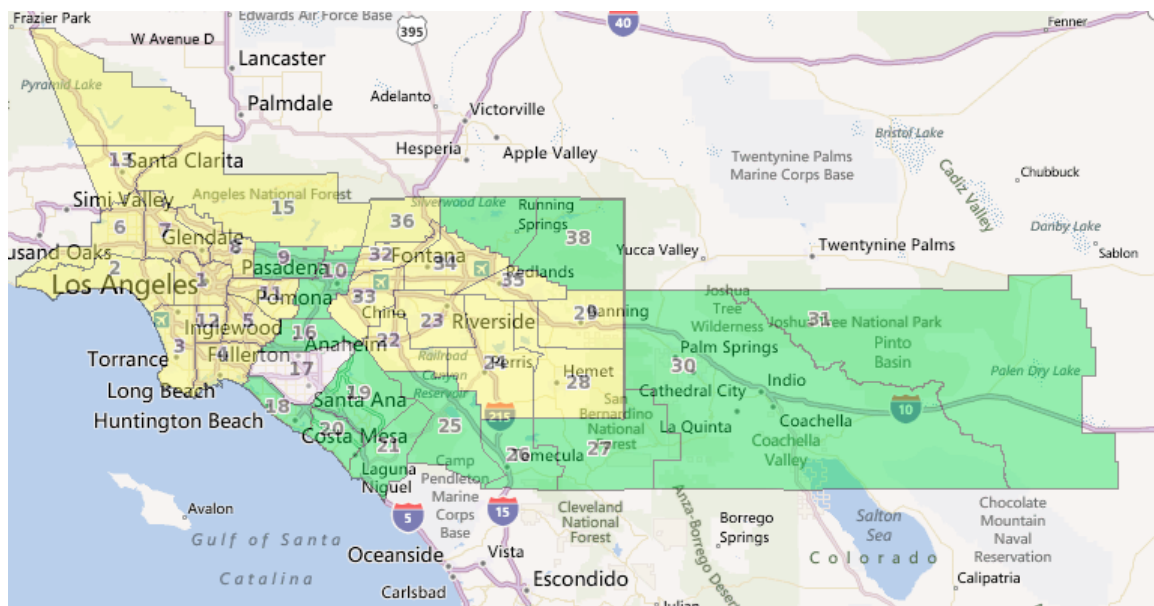 Frazier Park
Edwards Air Force Base
395
40
Fenner
W Avenue D
Lancaster
Pyramid Lake
Palmdale
Adelanto
Victorville
Bristol Lake
Hesperia
Apple Valley
Twentynine Palms
Marine Corps Base
Cadiz Valley
Chubbuck
13
Santa Clarita
Simi Valley
Angeles National Forest
15
Silverwood Lake
Running
Springs
Danby Lake
6
7
Glendale
36
38
Yucca Valley
Twentynine Palms
Sablon
usand Oaks
8
9
32
Fontana
2
Pasadena
10
34
Redlands
Los Angeles
1
35
11
Pomona
33
Chino
Joshua
Tree
Wilderness
31
Joshua Tree National Park
12
5
Inglewood
23
Riverside
29
Banning
Pinto
Basin
16
Anaheim
22
3
4
Fullerton
Railroad
Canyon
Reservoir
24
Perris
Hemet
Palm Springs
Torrance
17
30
Palen Dry Lake
Long Beach
19
28
Cathedral City
Indio
Santa Ana
San
Bernardino
National
Forest
10
Huntington Beach
18
215
Coachella
20
25
La Quinta
Costa Mesa
21
26
Temecula
27
Coachella
Valley
Laguna
Niguel
Camp
Pendleton
Marine
Corps
Base
Avalon
5
15
Cleveland
National
Forest
Anza-Borrego Deser
Borrego
Springs
Salton
Sea
Chocolate
Mountain
Naval
Reservation
Gulf of Santa
Catalina
Oceanside
Vista
Colorado
Carlsbad
Escondido
Calipatria
Julian